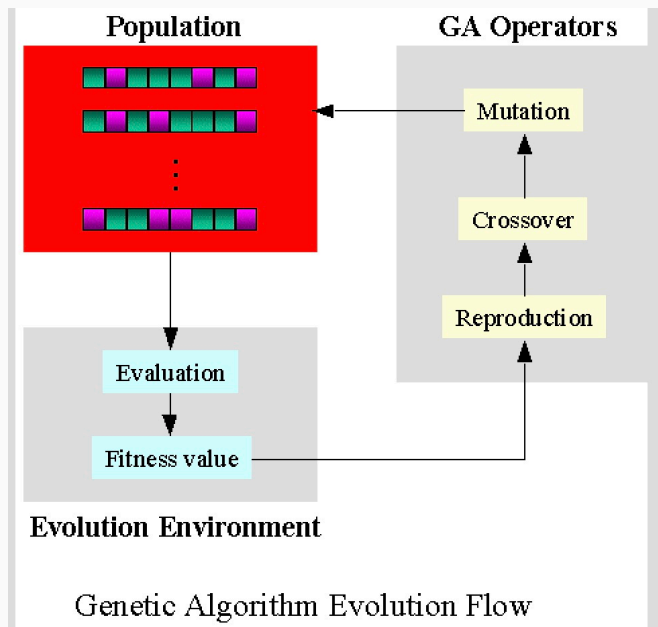 Population
GA Operators
Mutation
Crossover
Reproduction
Evaluation
Fitness value
Evolution Environment
Genetic Algorithm Evolution Flow